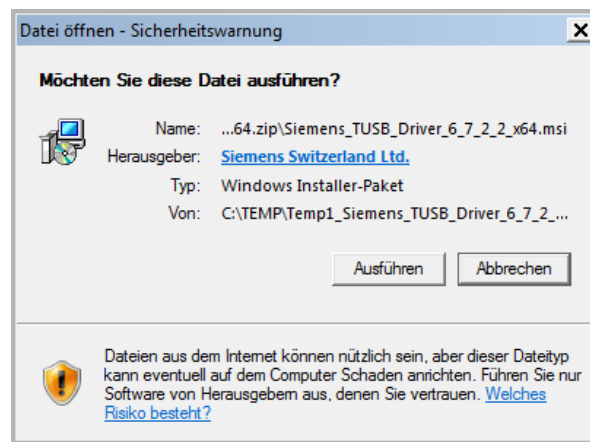 Datei öffnen - Sicherheitswarnung
Möchten Sie diese Datei ausführen?
Name: ...64.zip\Siemens_TUSB_Driver_6_7_2_2_x64.msi
Herausgeber: Siemens Switzerland Ltd.
Typ: Windows Installer-Paket
Von: C:\TEMP\Temp1_Siemens_TUSB_Driver_6_7_2_...
Ausführen Abbrechen
Dateien aus dem Internet können nützlich sein, aber dieser Dateityp
kann eventuell auf dem Computer Schaden anrichten. Führen Sie nur
Software von Herausgebern aus, denen Sie vertrauen. Welches
Risiko besteht?